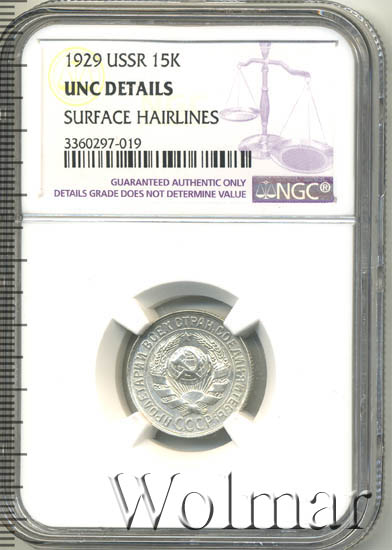 1929 USSR 15K
UNC DETAILS
SURFACE HAIRLINES
3360297-019
GUARANTEED AUTHENTIC ONLY
DETAILS GRADE DOES NOT DETERMINE VALUE
NGC®
ПРОЛЕТАРИИ ВСЕХ СТРАН, СОЕДИНЯЙТЕСЬ!
СССР
Wolmar